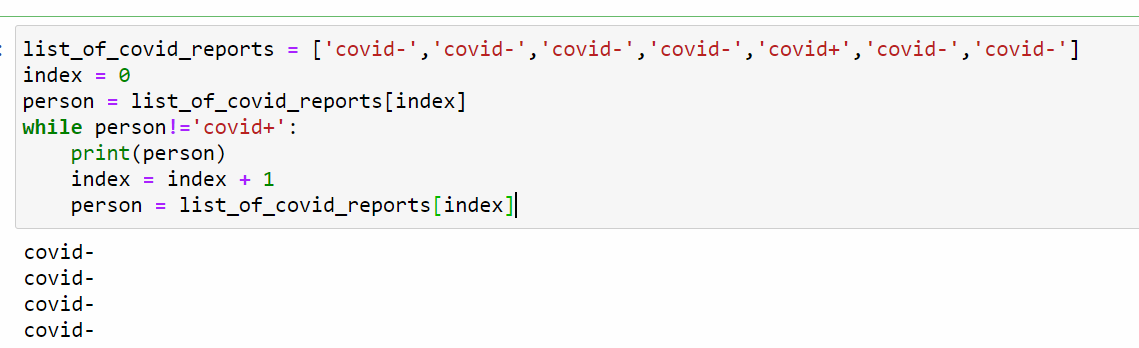 : list_of_covid_reports = ['covid-','covid-','covid-','covid-','covid+','covid-','covid-']
index = 0
person = list_of_covid_reports[index]
while person!='covid+':
    print(person)
    index = index + 1
    person = list_of_covid_reports[index]
covid-
covid-
covid-
covid-